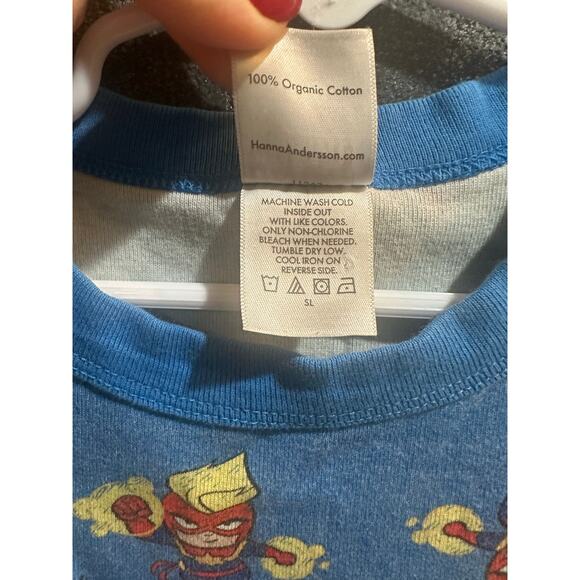 100% Organic Cotton
HannaAndersson.com
MACHINE WASH COLD
INSIDE OUT
WITH LIKE COLORS.
ONLY NON-CHLORINE
BLEACH WHEN NEEDED.
TUMBLE DRY LOW.
COOL IRON ON
REVERSE SIDE.
SL